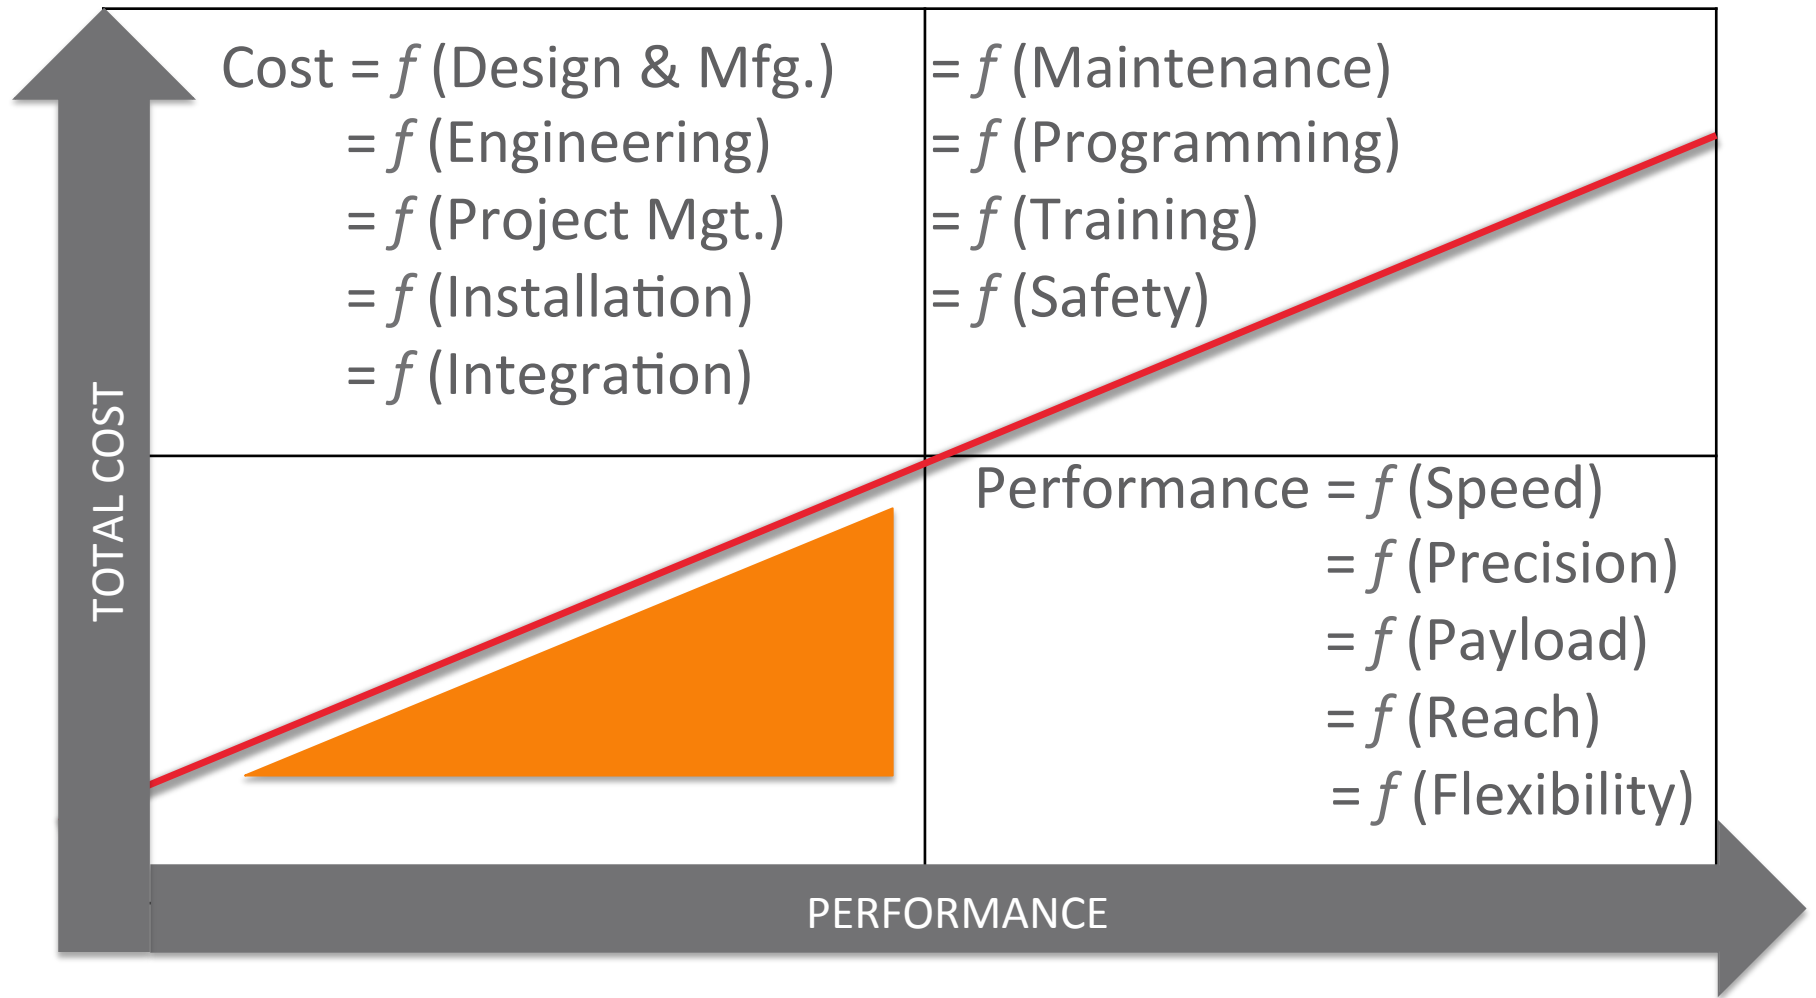 Cost = f (Design & Mfg.)
= f (Engineering)
= f (Project Mgt.)
= f (Installation)
= f (Integration)
= f (Maintenance)
= f (Programming)
= f (Training)
= f (Safety)
TOTAL COST
Performance = f (Speed)
= f (Precision)
= f (Payload)
= f (Reach)
= f (Flexibility)
PERFORMANCE